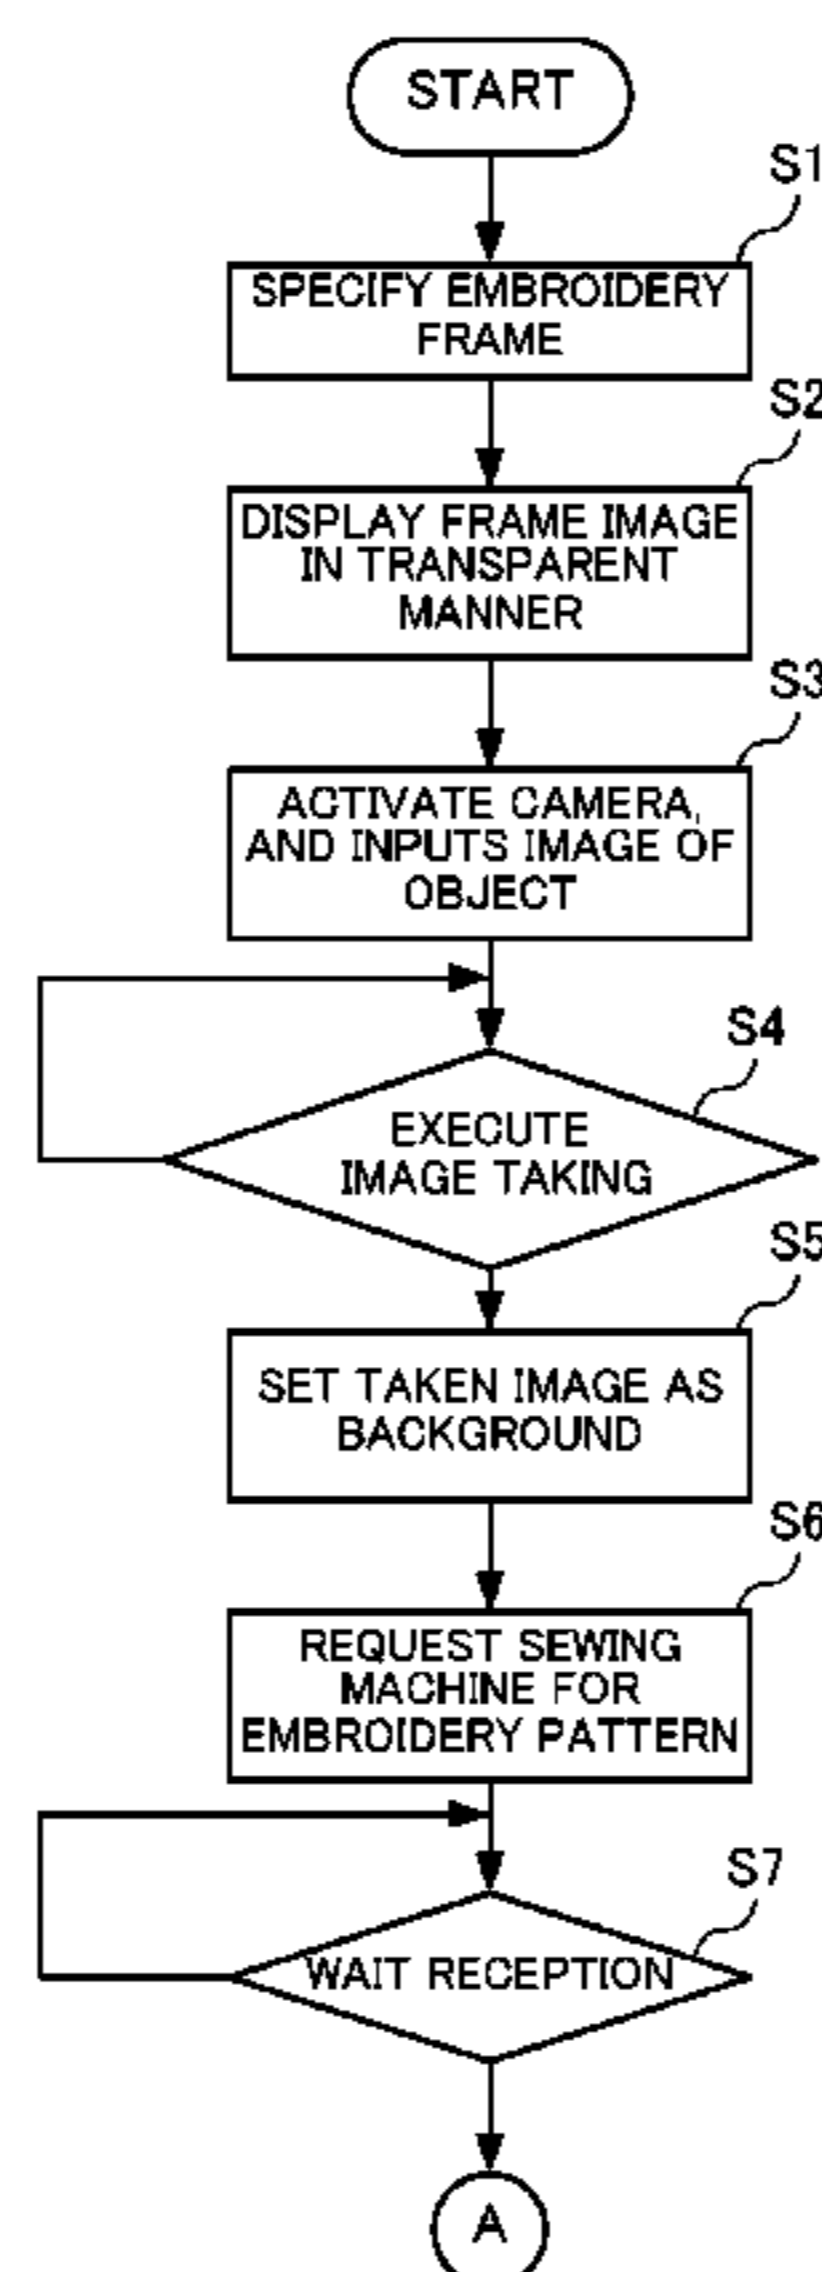 START
S1
SPECIFY EMBROIDERY
FRAME
S2
DISPLAY FRAME IMAGE
IN TRANSPARENT
MANNER
S3
ACTIVATE CAMERA,
AND INPUTS IMAGE OF
OBJECT
S4
EXECUTE
IMAGE TAKING
S5
SET TAKEN IMAGE AS
BACKGROUND
S6
REQUEST SEWING
MACHINE FOR
EMBROIDERY PATTERN
S7
WAIT RECEPTION
A